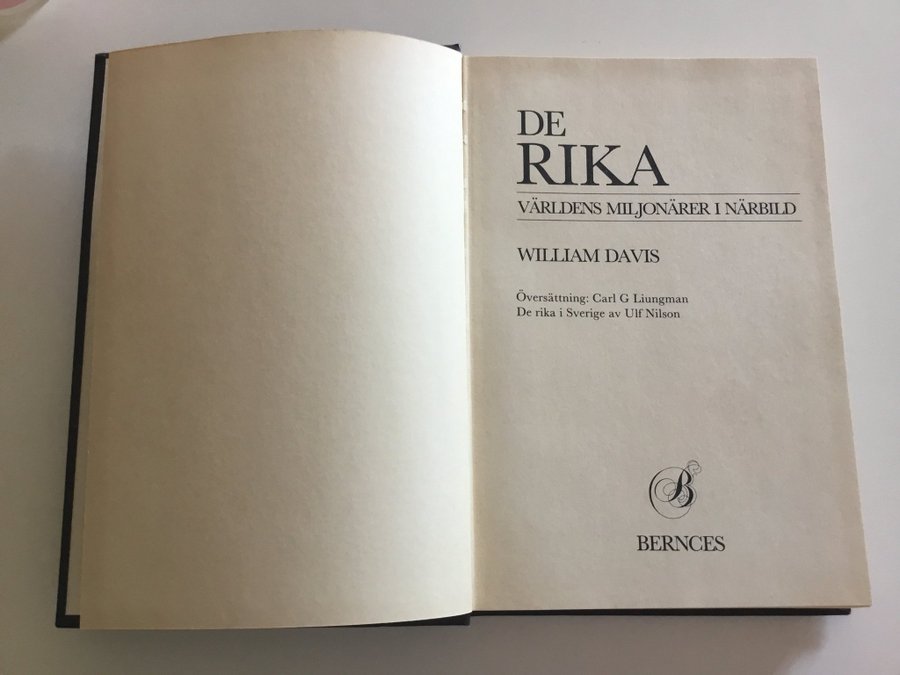 DE
RIKA
VÄRLDENS MILJONÄRER I NÄRBILD
WILLIAM DAVIS
Översättning: Carl G Liungman
De rika i Sverige av Ulf Nilson
B
BERNCES